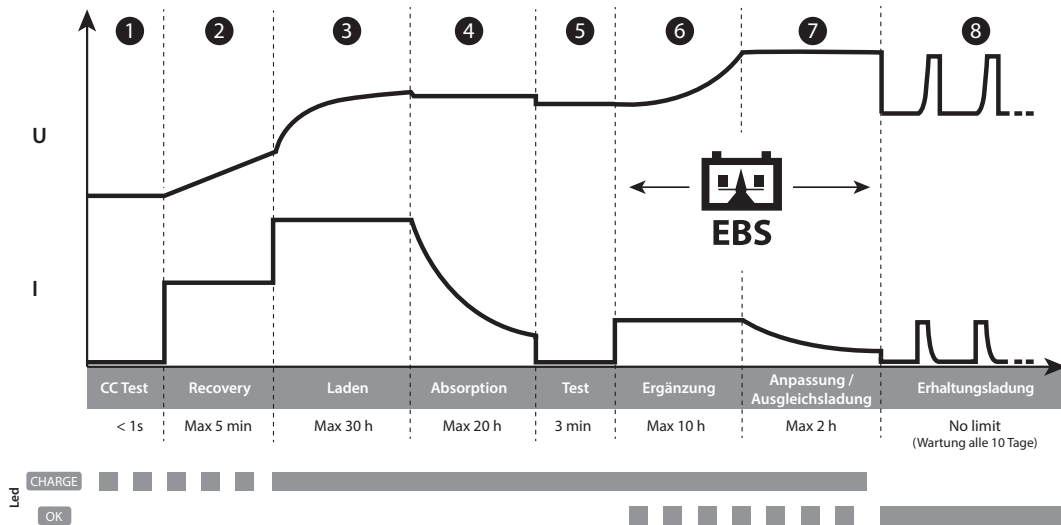 1 2 3 4 5 6 7 8
U
EBS
I
CC Test Recovery Laden Absorption Test Ergänzung Anpassung / Ausgleichsladung Erhaltungsladung
< 1s Max 5 min Max 30 h Max 20 h 3 min Max 10 h Max 2 h No limit
(Wartung alle 10 Tage)
Led
CHARGE
OK